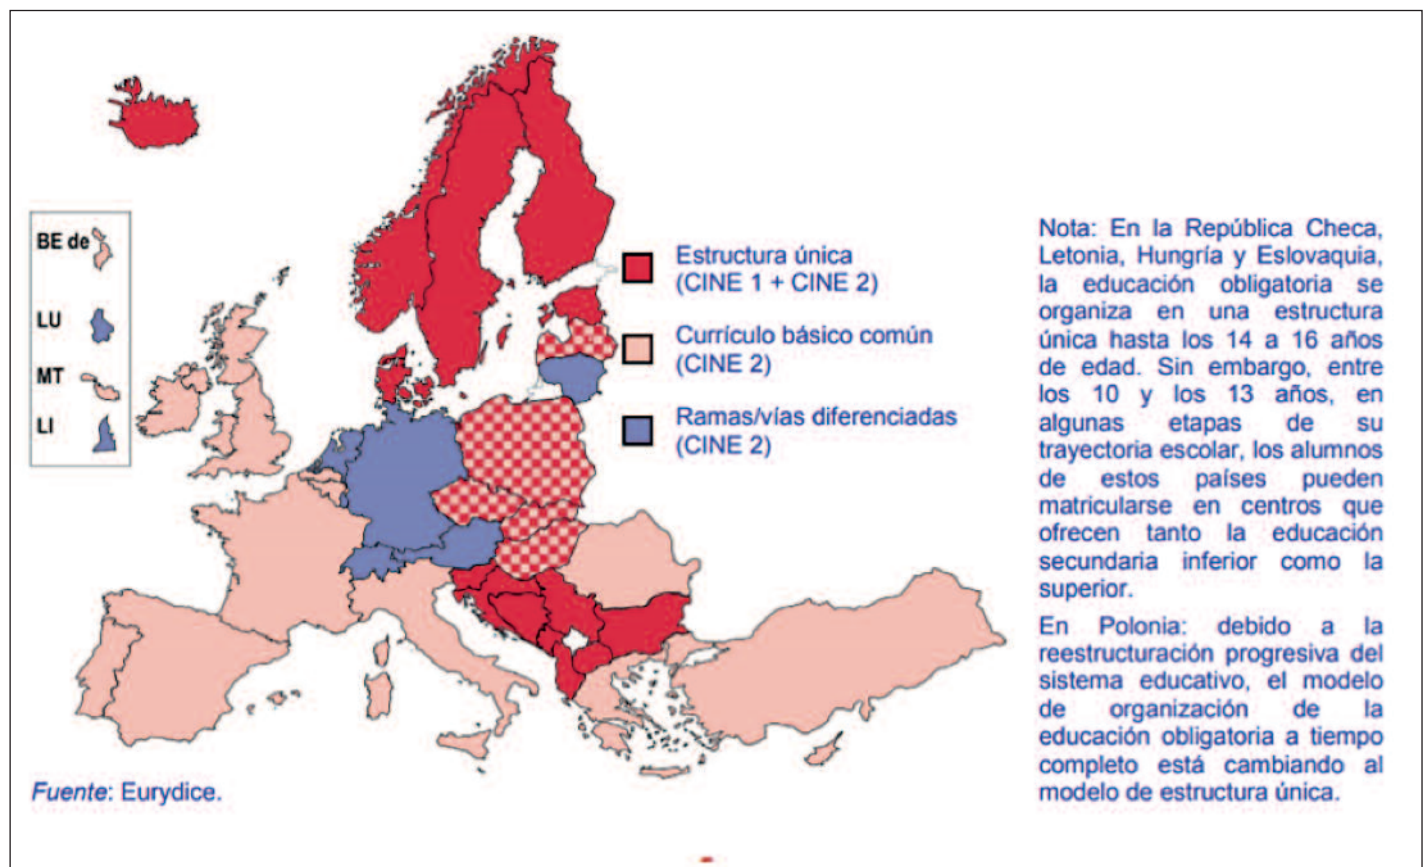 BE de
LU
MT
LI
Estructura única
(CINE 1 + CINE 2)
Currículo básico común
(CINE 2)
Ramas/vías diferenciadas
(CINE 2)
Nota: En la República Checa,
Letonia, Hungría y Eslovaquia,
la educación obligatoria se
organiza en una estructura
única hasta los 14 a 16 años
de edad. Sin embargo, entre
los 10 y los 13 años, en
algunas etapas de su
trayectoria escolar, los alumnos
de estos países pueden
matricularse en centros que
ofrecen tanto la educación
secundaria inferior como la
superior.
En Polonia: debido a la
reestructuración progresiva del
sistema educativo, el modelo
de organización de la
educación obligatoria a tiempo
completo está cambiando al
modelo de estructura única.
Fuente: Eurydice.